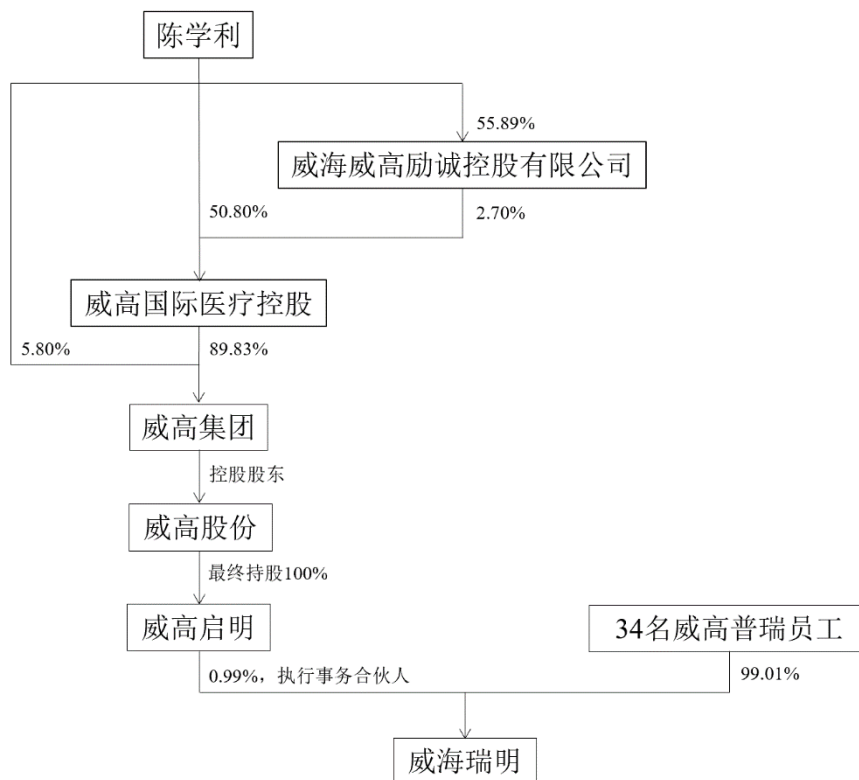 陈学利
55.89%
威海威高励诚控股有限公司
50.80%
2.70%
威高国际医疗控股
5.80%
89.83%
威高集团
控股股东
威高股份
最终持股100%
威高启明
34名威高普瑞员工
0.99%，执行事务合伙人
99.01%
威海瑞明